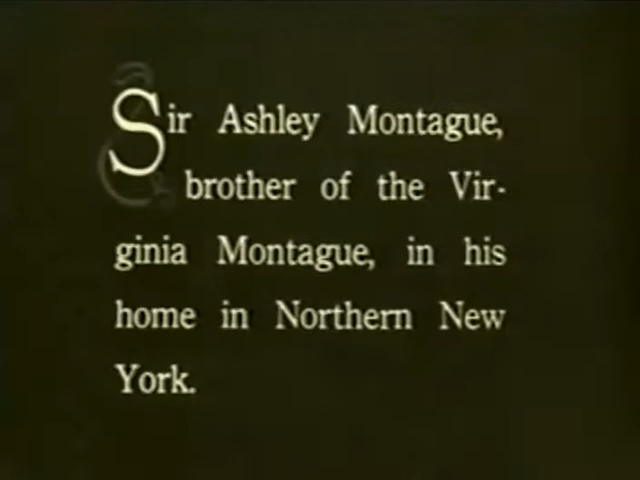 Sir Ashley Montague,
brother of the Vir-
ginia Montague, in his
home in Northern New
York.